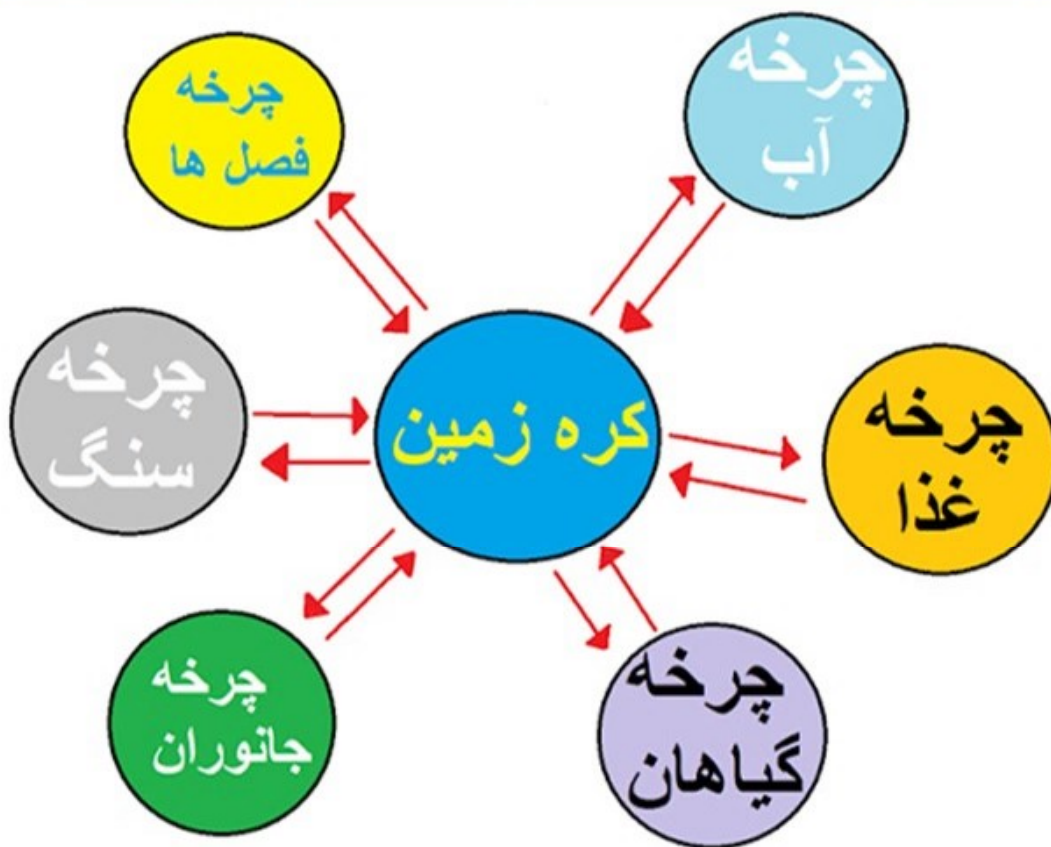 چرخه
آب
چرخه
فصل ها
چرخه
سنگ
کره زمین
چرخه
غذا
چرخه
جانوران
چرخه
گیاهان